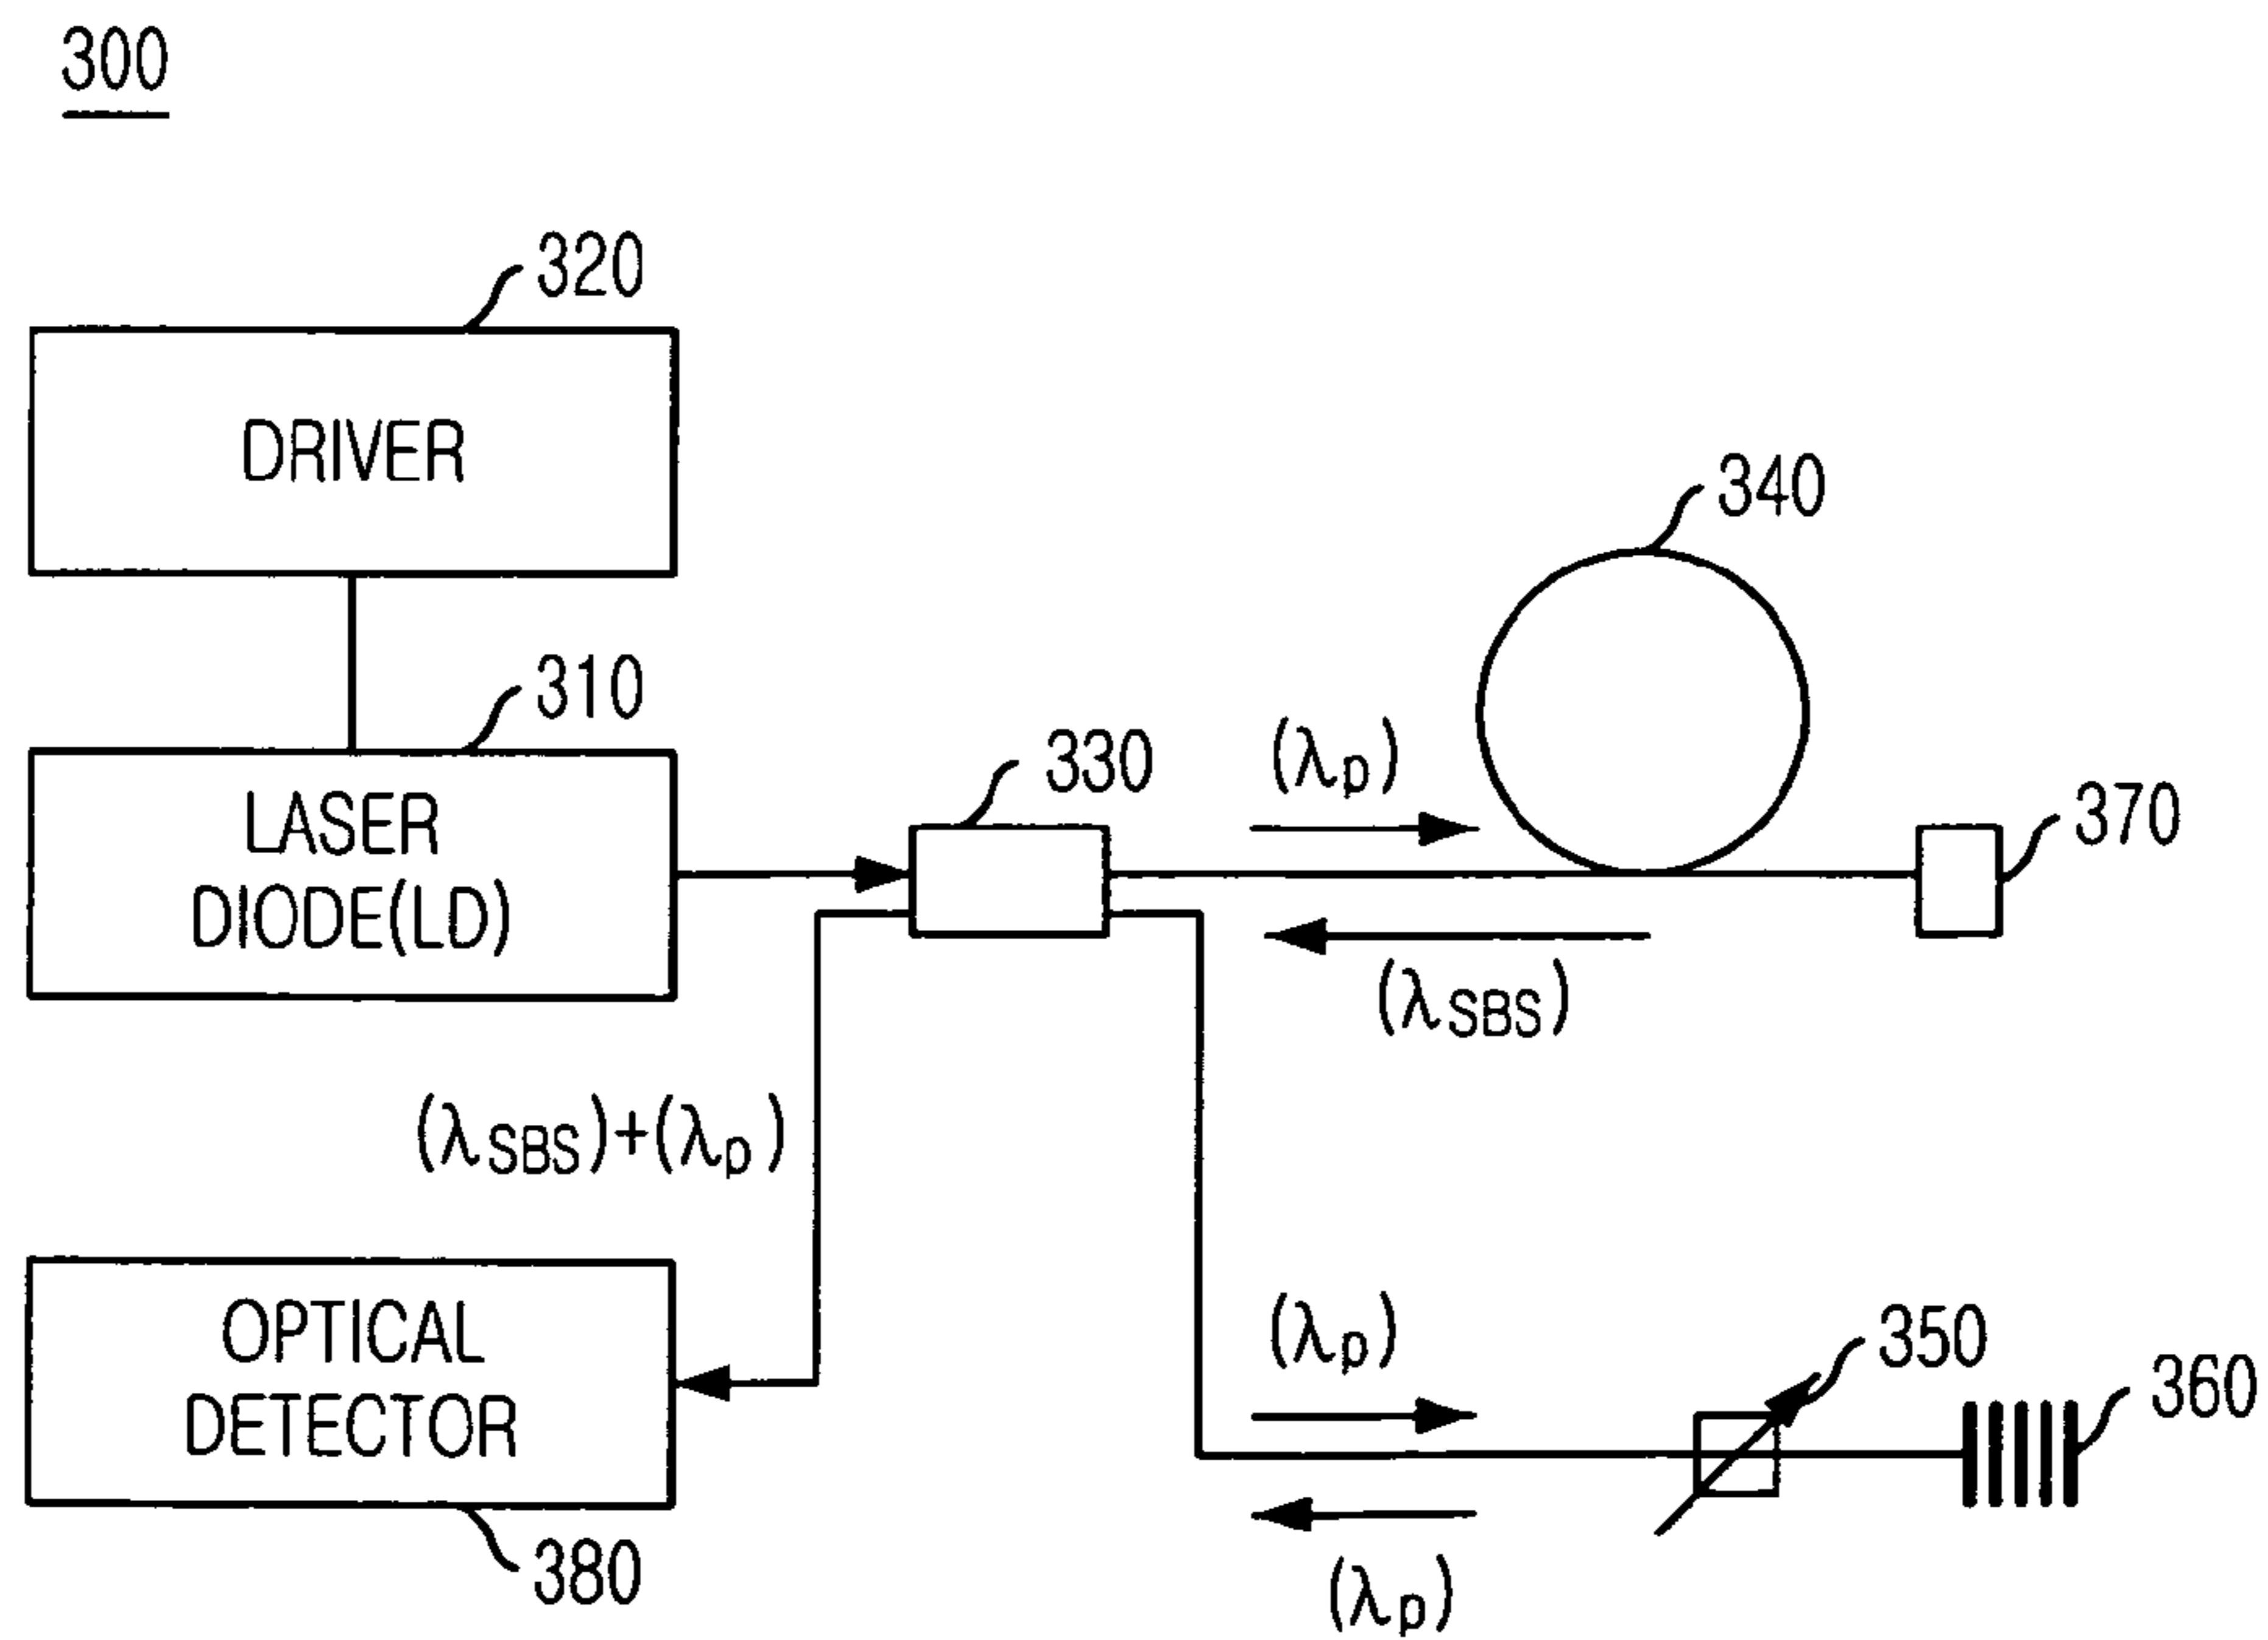 300
320
DRIVER
340
310
LASER
DIODE(LD)
330
(λp)
370
(λSBS)
(λSBS)+(λp)
OPTICAL
DETECTOR
380
(λp)
350
360
(λp)